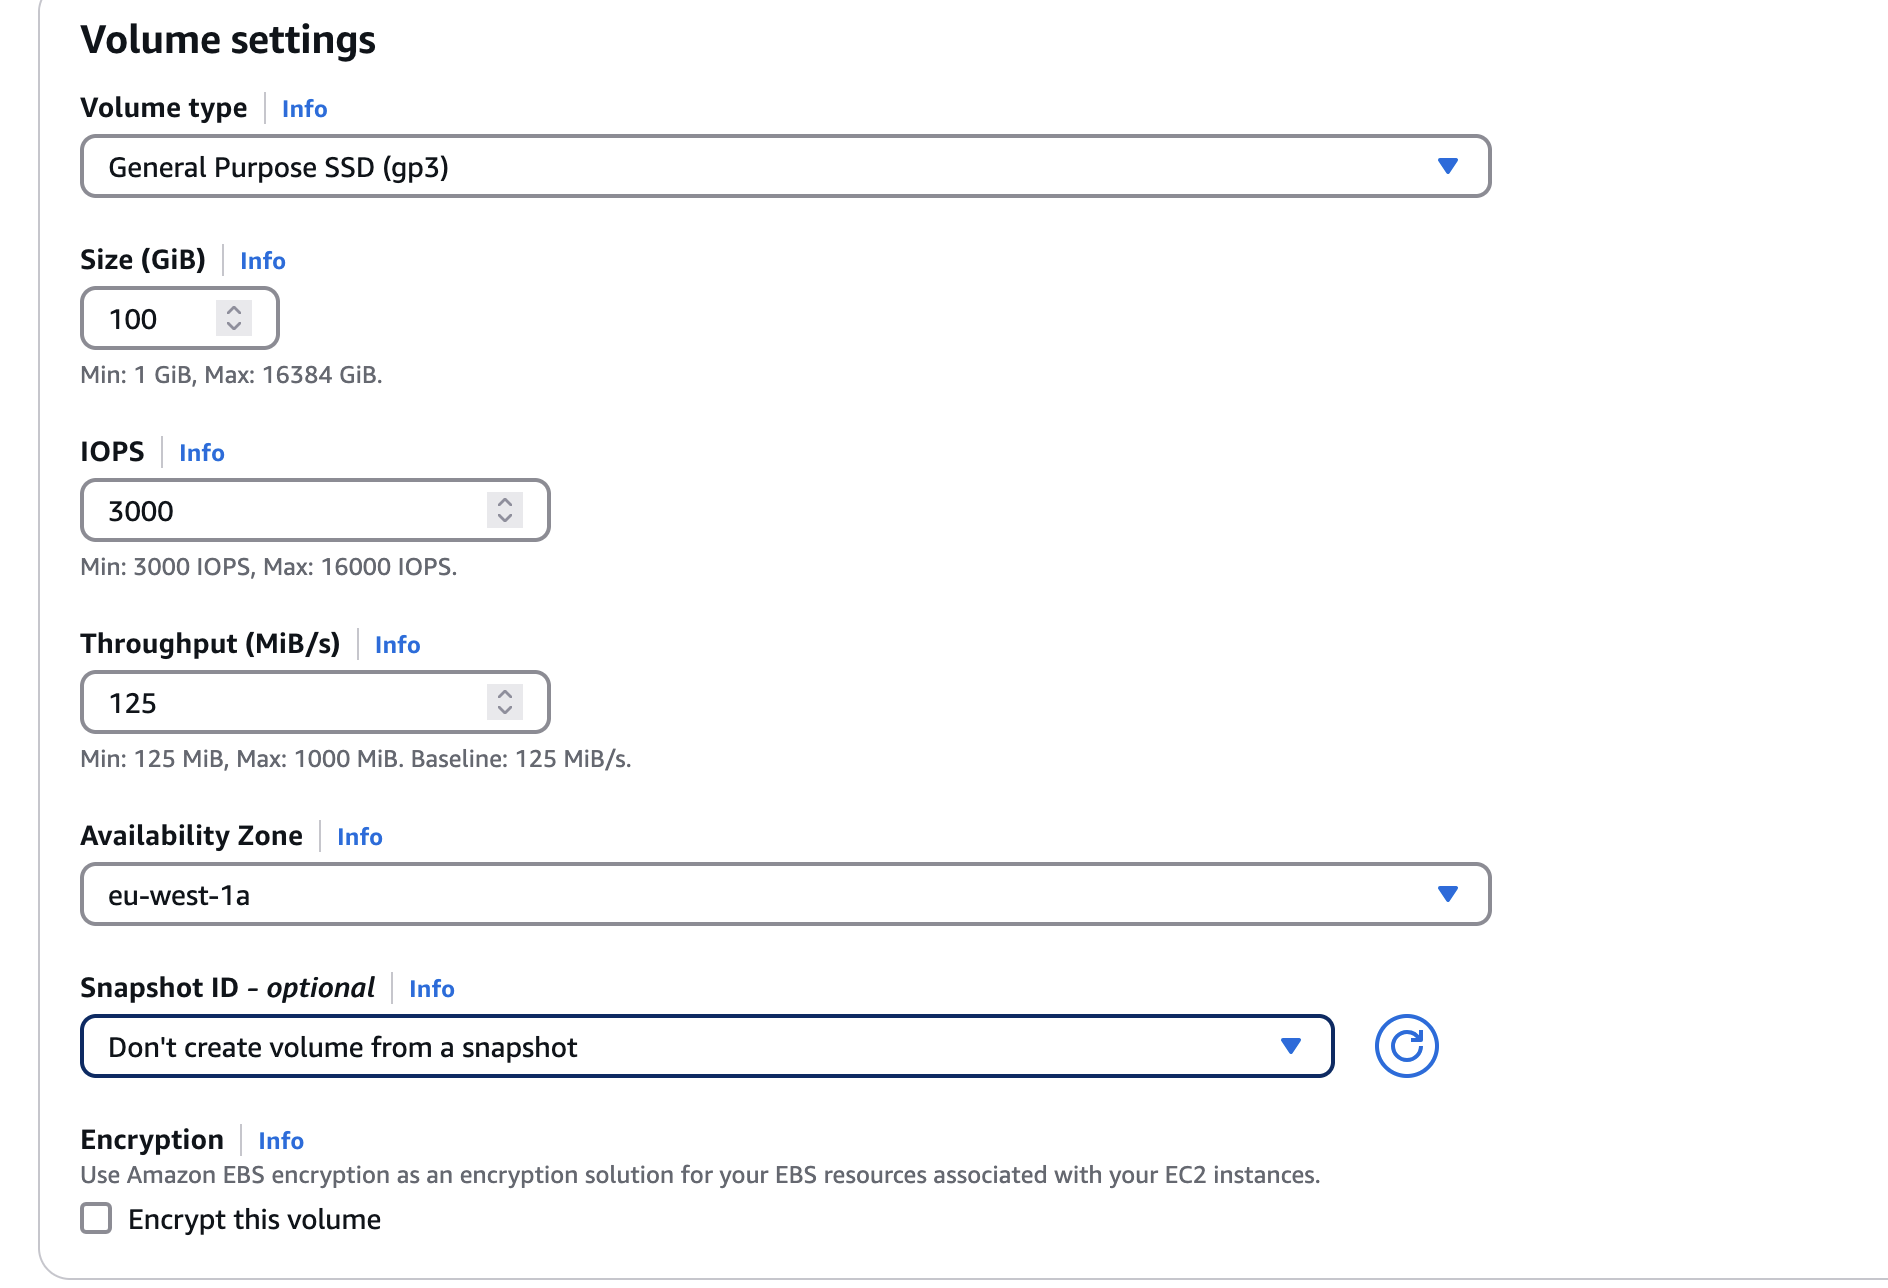 Volume settings
Volume type Info
General Purpose SSD (gp3)
Size (GiB) Info
100
Min: 1 GiB, Max: 16384 GiB.
IOPS Info
3000
Min: 3000 IOPS, Max: 16000 IOPS.
Throughput (MiB/s) Info
125
Min: 125 MiB, Max: 1000 MiB. Baseline: 125 MiB/s.
Availability Zone Info
eu-west-1a
Snapshot ID - optional Info
Don't create volume from a snapshot
Encryption Info
Use Amazon EBS encryption as an encryption solution for your EBS resources associated with your EC2 instances.
Encrypt this volume